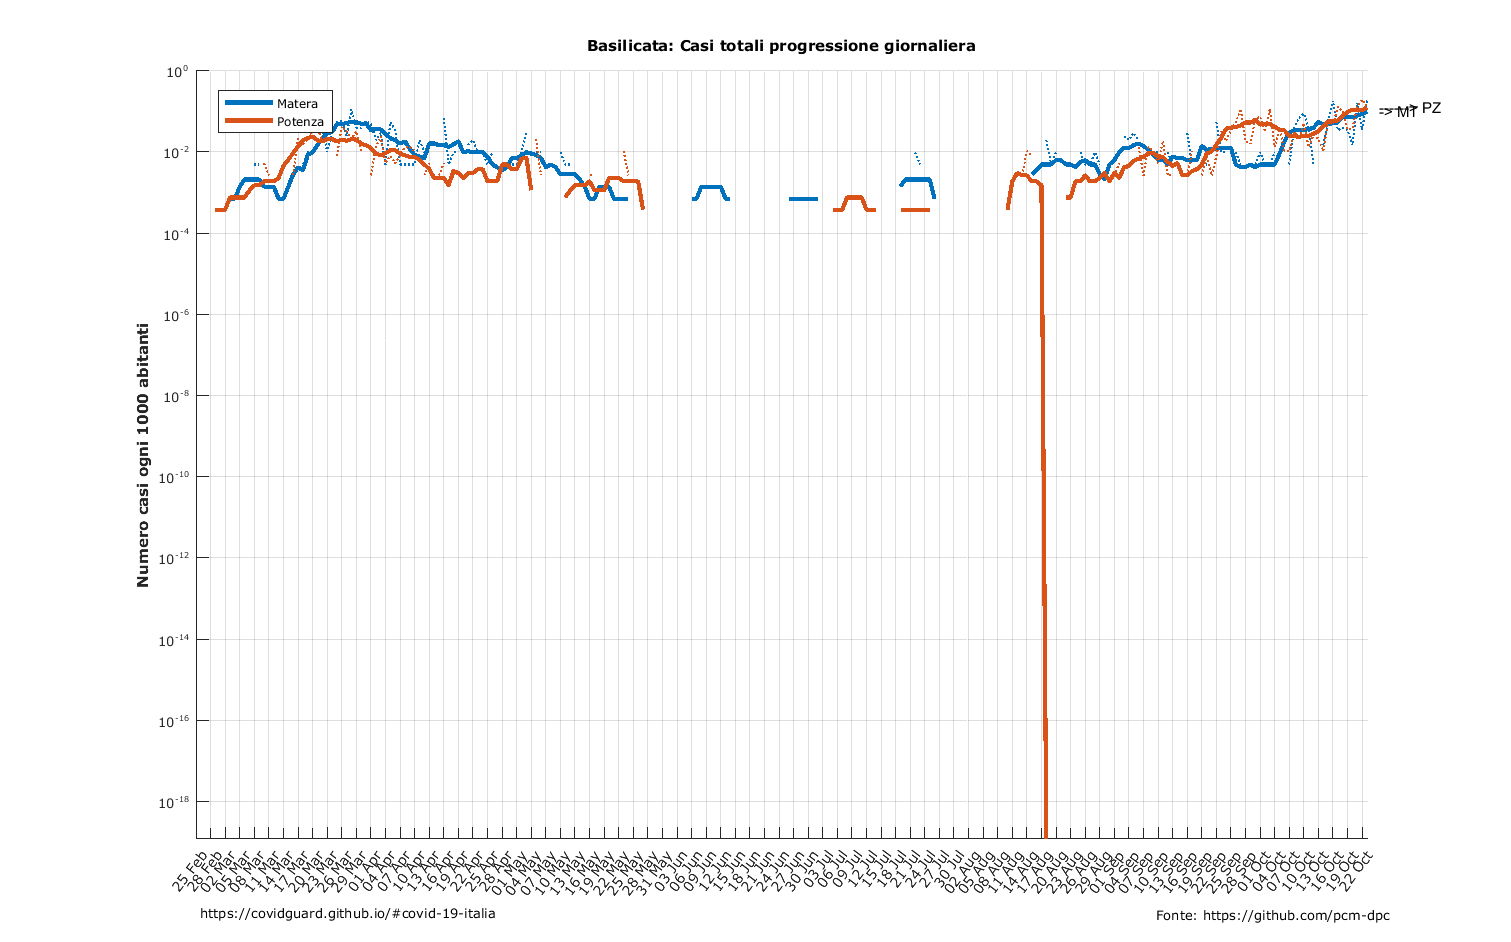 Basilicata: Casi totali progressione giornaliera
10^0
10^-2
10^-4
10^-6
10^-8
10^-10
10^-12
10^-14
10^-16
10^-18
Numero casi ogni 1000 abitanti
Matera
Potenza
--> PZ
--> MT
25 Feb
28 Feb
02 Mar
05 Mar
08 Mar
11 Mar
14 Mar
17 Mar
20 Mar
23 Mar
26 Mar
29 Mar
01 Apr
04 Apr
07 Apr
10 Apr
13 Apr
16 Apr
19 Apr
22 Apr
25 Apr
28 Apr
01 May
04 May
07 May
10 May
13 May
16 May
19 May
22 May
25 May
28 May
31 May
03 Jun
06 Jun
09 Jun
12 Jun
15 Jun
18 Jun
21 Jun
24 Jun
27 Jun
30 Jun
03 Jul
06 Jul
09 Jul
12 Jul
15 Jul
18 Jul
21 Jul
24 Jul
27 Jul
30 Jul
02 Aug
05 Aug
08 Aug
11 Aug
14 Aug
17 Aug
20 Aug
23 Aug
26 Aug
29 Aug
01 Sep
04 Sep
07 Sep
10 Sep
13 Sep
16 Sep
19 Sep
22 Sep
25 Sep
28 Sep
01 Oct
04 Oct
07 Oct
10 Oct
13 Oct
16 Oct
19 Oct
22 Oct
https://covidguard.github.io/#covid-19-italia
Fonte: https://github.com/pcm-dpc